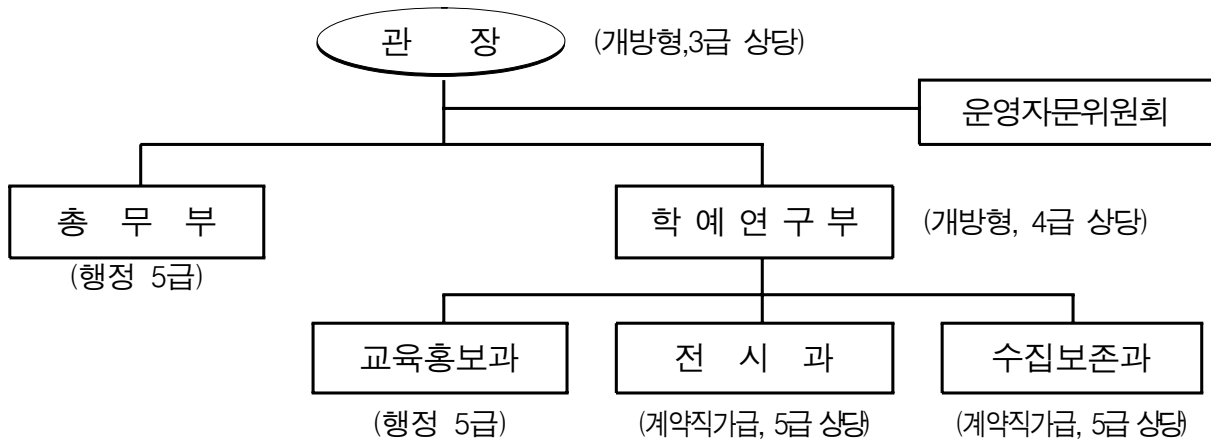 관 장 (개방형,3급 상당)
운영자문위원회
총 무 부
(행정 5급)
학 예 연 구 부 (개방형, 4급 상당)
교육홍보과
(행정 5급)
전 시 과
(계약직가급, 5급 상당)
수집보존과
(계약직가급, 5급 상당)